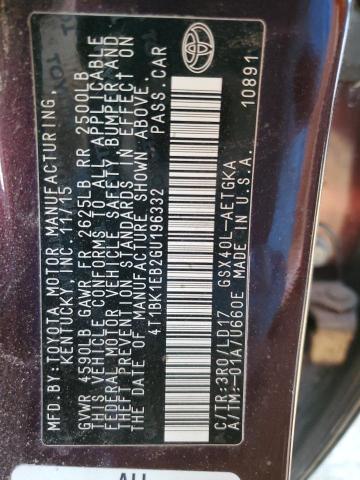 MFD. BY: TOYOTA MOTOR MANUFACTURING,
KENTUCKY, INC. 11/15
GVWR 4590LB GAWR FR 2625LB RR 2500LB
THIS VEHICLE CONFORMS TO ALL APPLICABLE
FEDERAL MOTOR VEHICLE SAFETY, BUMPER, AND
THEFT PREVENTION STANDARDS IN EFFECT ON
THE DATE OF MANUFACTURE SHOWN ABOVE.
4T1BK1EB2GU196332 PASS.CAR
C/TR:3R0/LD17 GSX40L-AETGKA
A/TM:-01A/U660E MADE IN U.S.A.
10891